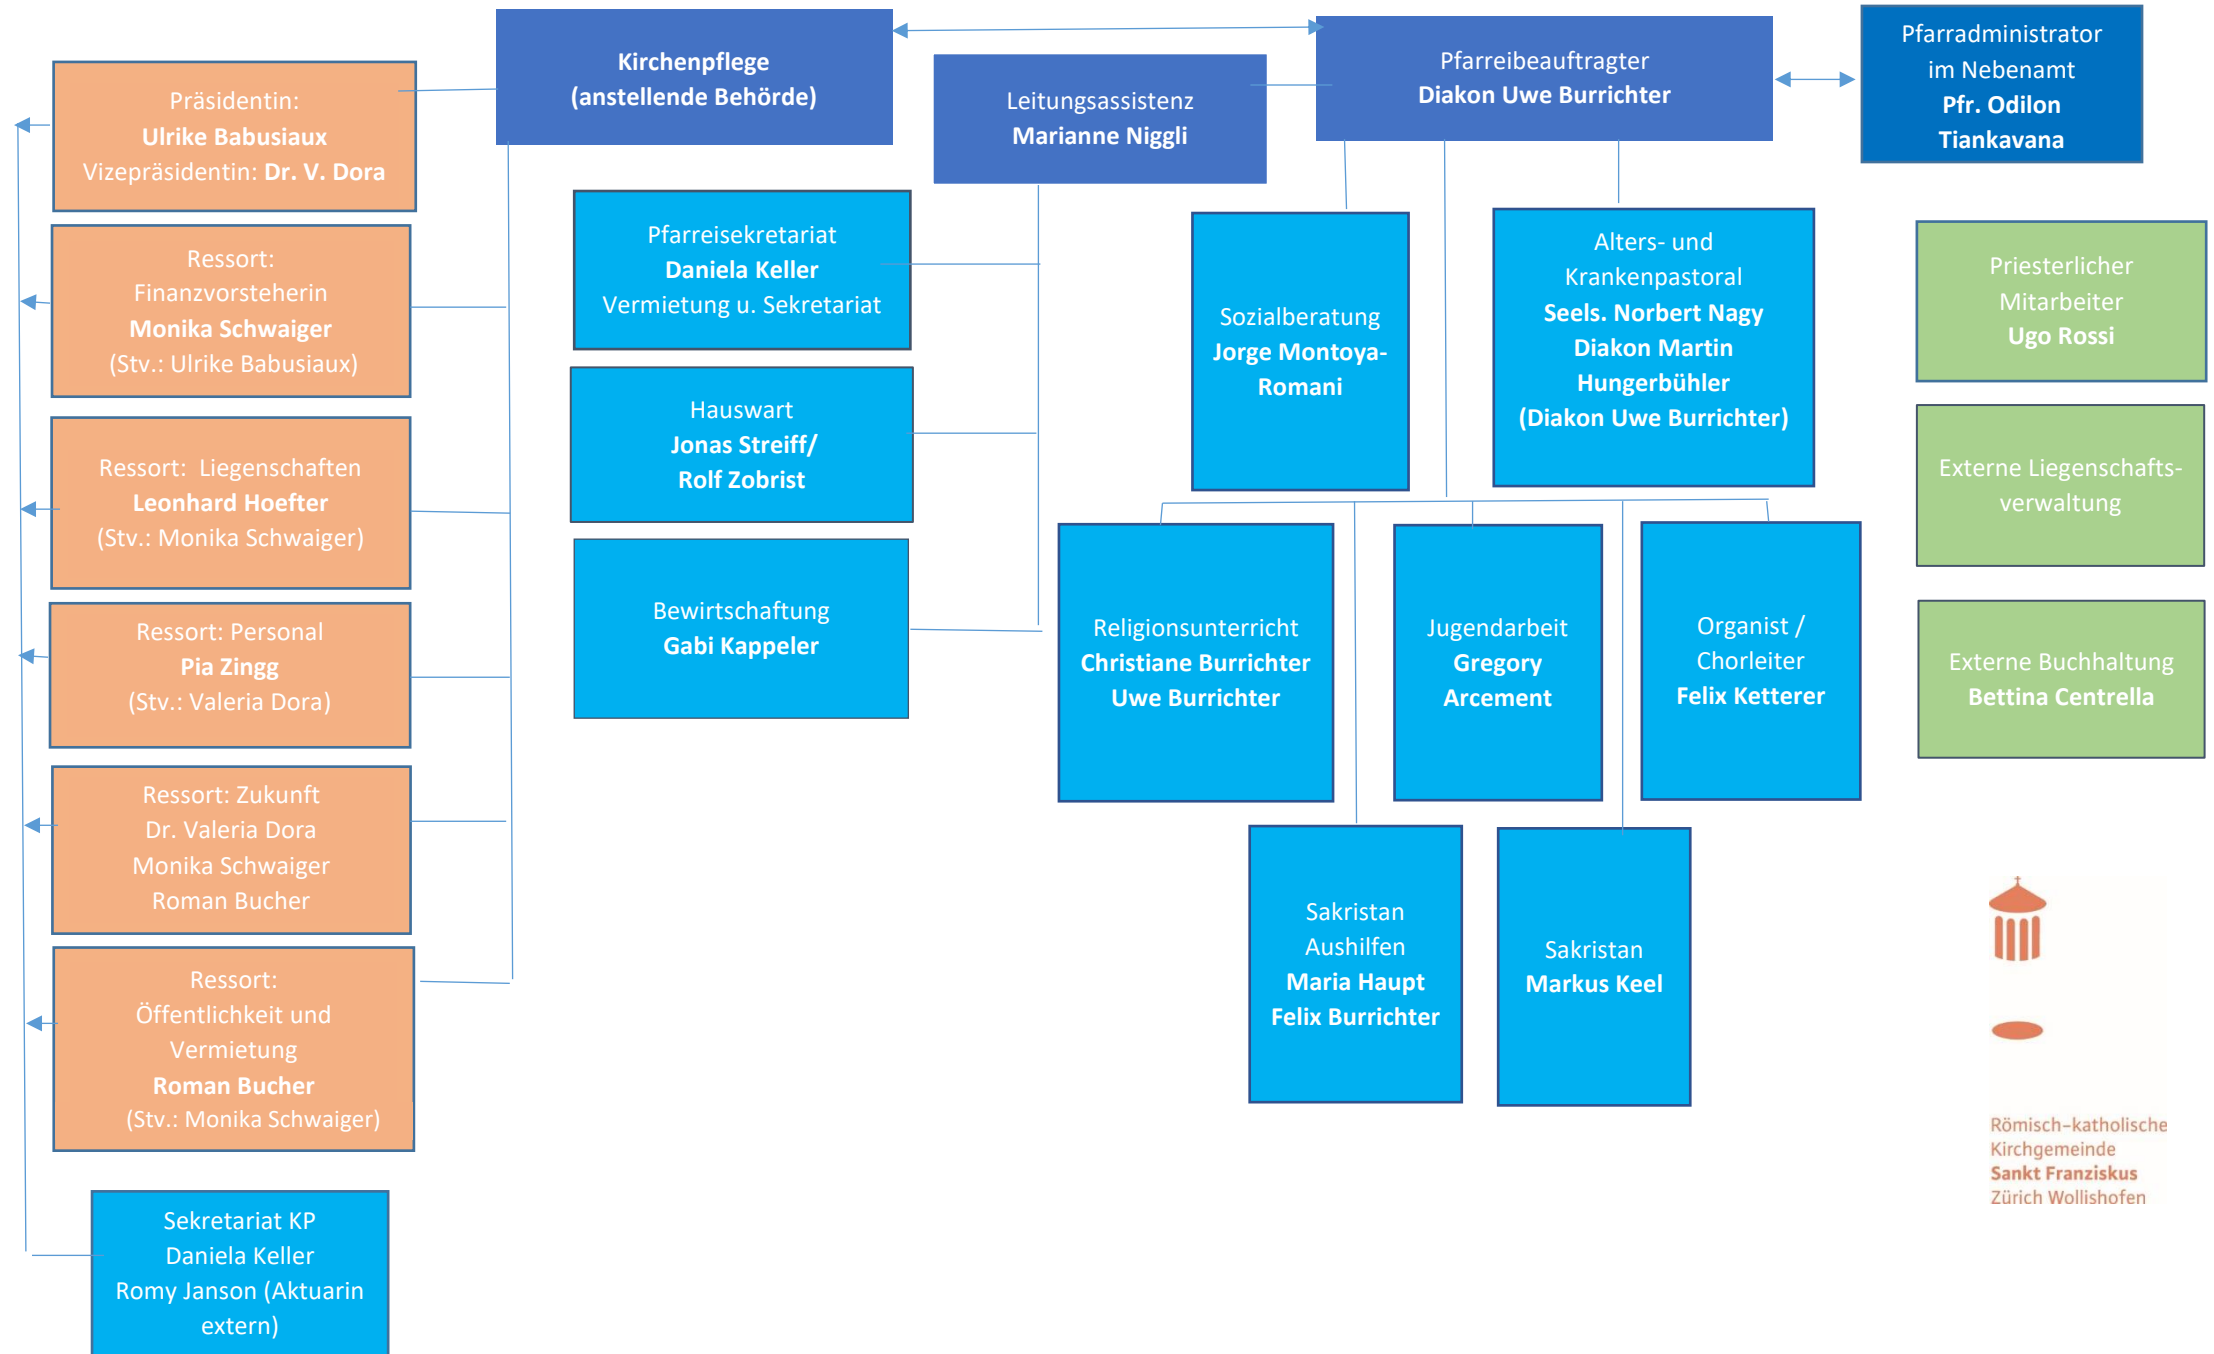 Kirchenpflege
(anstellende Behörde)
Pfarreibeauftragter
Diakon Uwe Burrichter
Pfarradministrator
im Nebenamt
Pfr. Odilon
Tiankavana
Leitungsassistenz
Marianne Niggli
Präsidentin:
Ulrike Babusiaux
Vizepräsidentin: Dr. V. Dora
Ressort:
Finanzvorsteherin
Monika Schwaiger
(Stv.: Ulrike Babusiaux)
Ressort:  Liegenschaften
Leonhard Hoefter
(Stv.: Monika Schwaiger)
Ressort: Personal
Pia Zingg
(Stv.: Valeria Dora)
Ressort: Zukunft
Dr. Valeria Dora
Monika Schwaiger
Roman Bucher
Ressort:
Öffentlichkeit und
Vermietung
Roman Bucher
(Stv.: Monika Schwaiger)
Sekretariat KP
Daniela Keller
Romy Janson (Aktuarin
extern)
Pfarreisekretariat
Daniela Keller
Vermietung u. Sekretariat
Hauswart
Jonas Streiff/
Rolf Zobrist
Bewirtschaftung
Gabi Kappeler
Sozialberatung
Jorge Montoya-
Romani
Alters- und
Krankenpastoral
Seels. Norbert Nagy
Diakon Martin
Hungerbühler
(Diakon Uwe Burrichter)
Religionsunterricht
Christiane Burrichter
Uwe Burrichter
Jugendarbeit
Gregory
Arcement
Organist /
Chorleiter
Felix Ketterer
Sakristan
Aushilfen
Maria Haupt
Felix Burrichter
Sakristan
Markus Keel
Priesterlicher
Mitarbeiter
Ugo Rossi
Externe Liegenschafts-
verwaltung
Externe Buchhaltung
Bettina Centrella
Römisch-katholische
Kirchgemeinde
Sankt Franziskus
Zürich Wollishofen